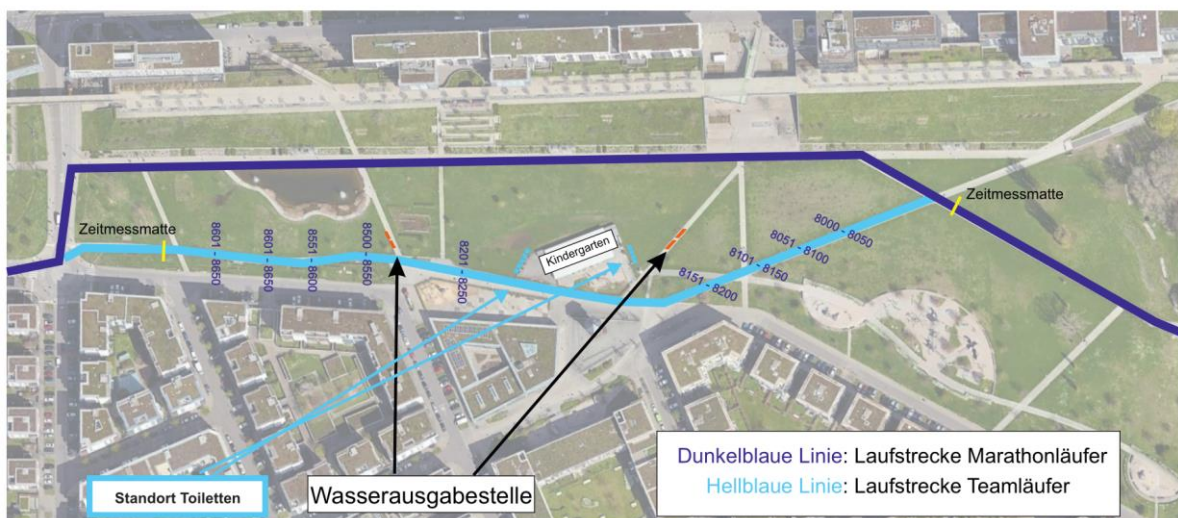 Zeitmessmatte
8601 - 8650
8601 - 8650
8551 - 8600
8500 - 8550
8201 - 8250
Kindergarten
8151 - 8200
8101 - 8150
8051 - 8100
8000 - 8050
Zeitmessmatte
Standort Toiletten
Wasserausgabestelle
Dunkelblaue Linie: Laufstrecke Marathonläufer
Hellblaue Linie: Laufstrecke Teamläufer